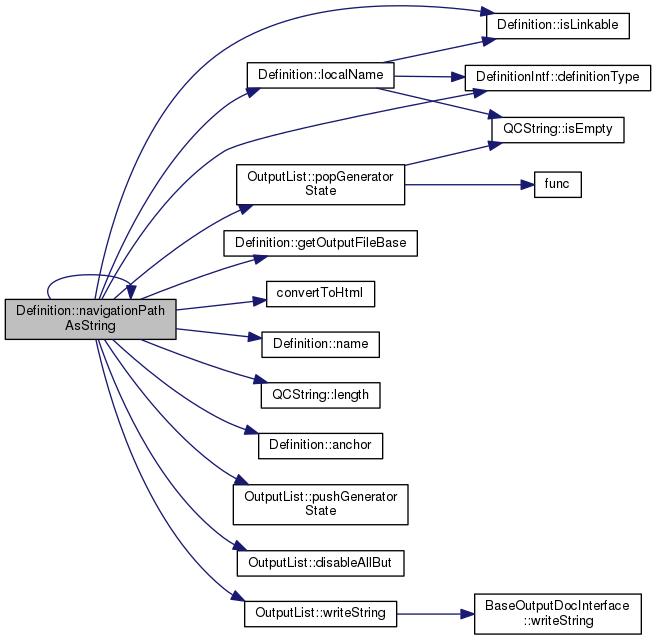 Definition::isLinkable
Definition::localName
DefinitionIntf::definitionType
QCString::isEmpty
OutputList::popGenerator
State
func
Definition::getOutputFileBase
convertToHtml
Definition::navigationPath
AsString
Definition::name
QCString::length
Definition::anchor
OutputList::pushGenerator
State
OutputList::disableAllBut
OutputList::writeString
BaseOutputDocInterface
::writeString